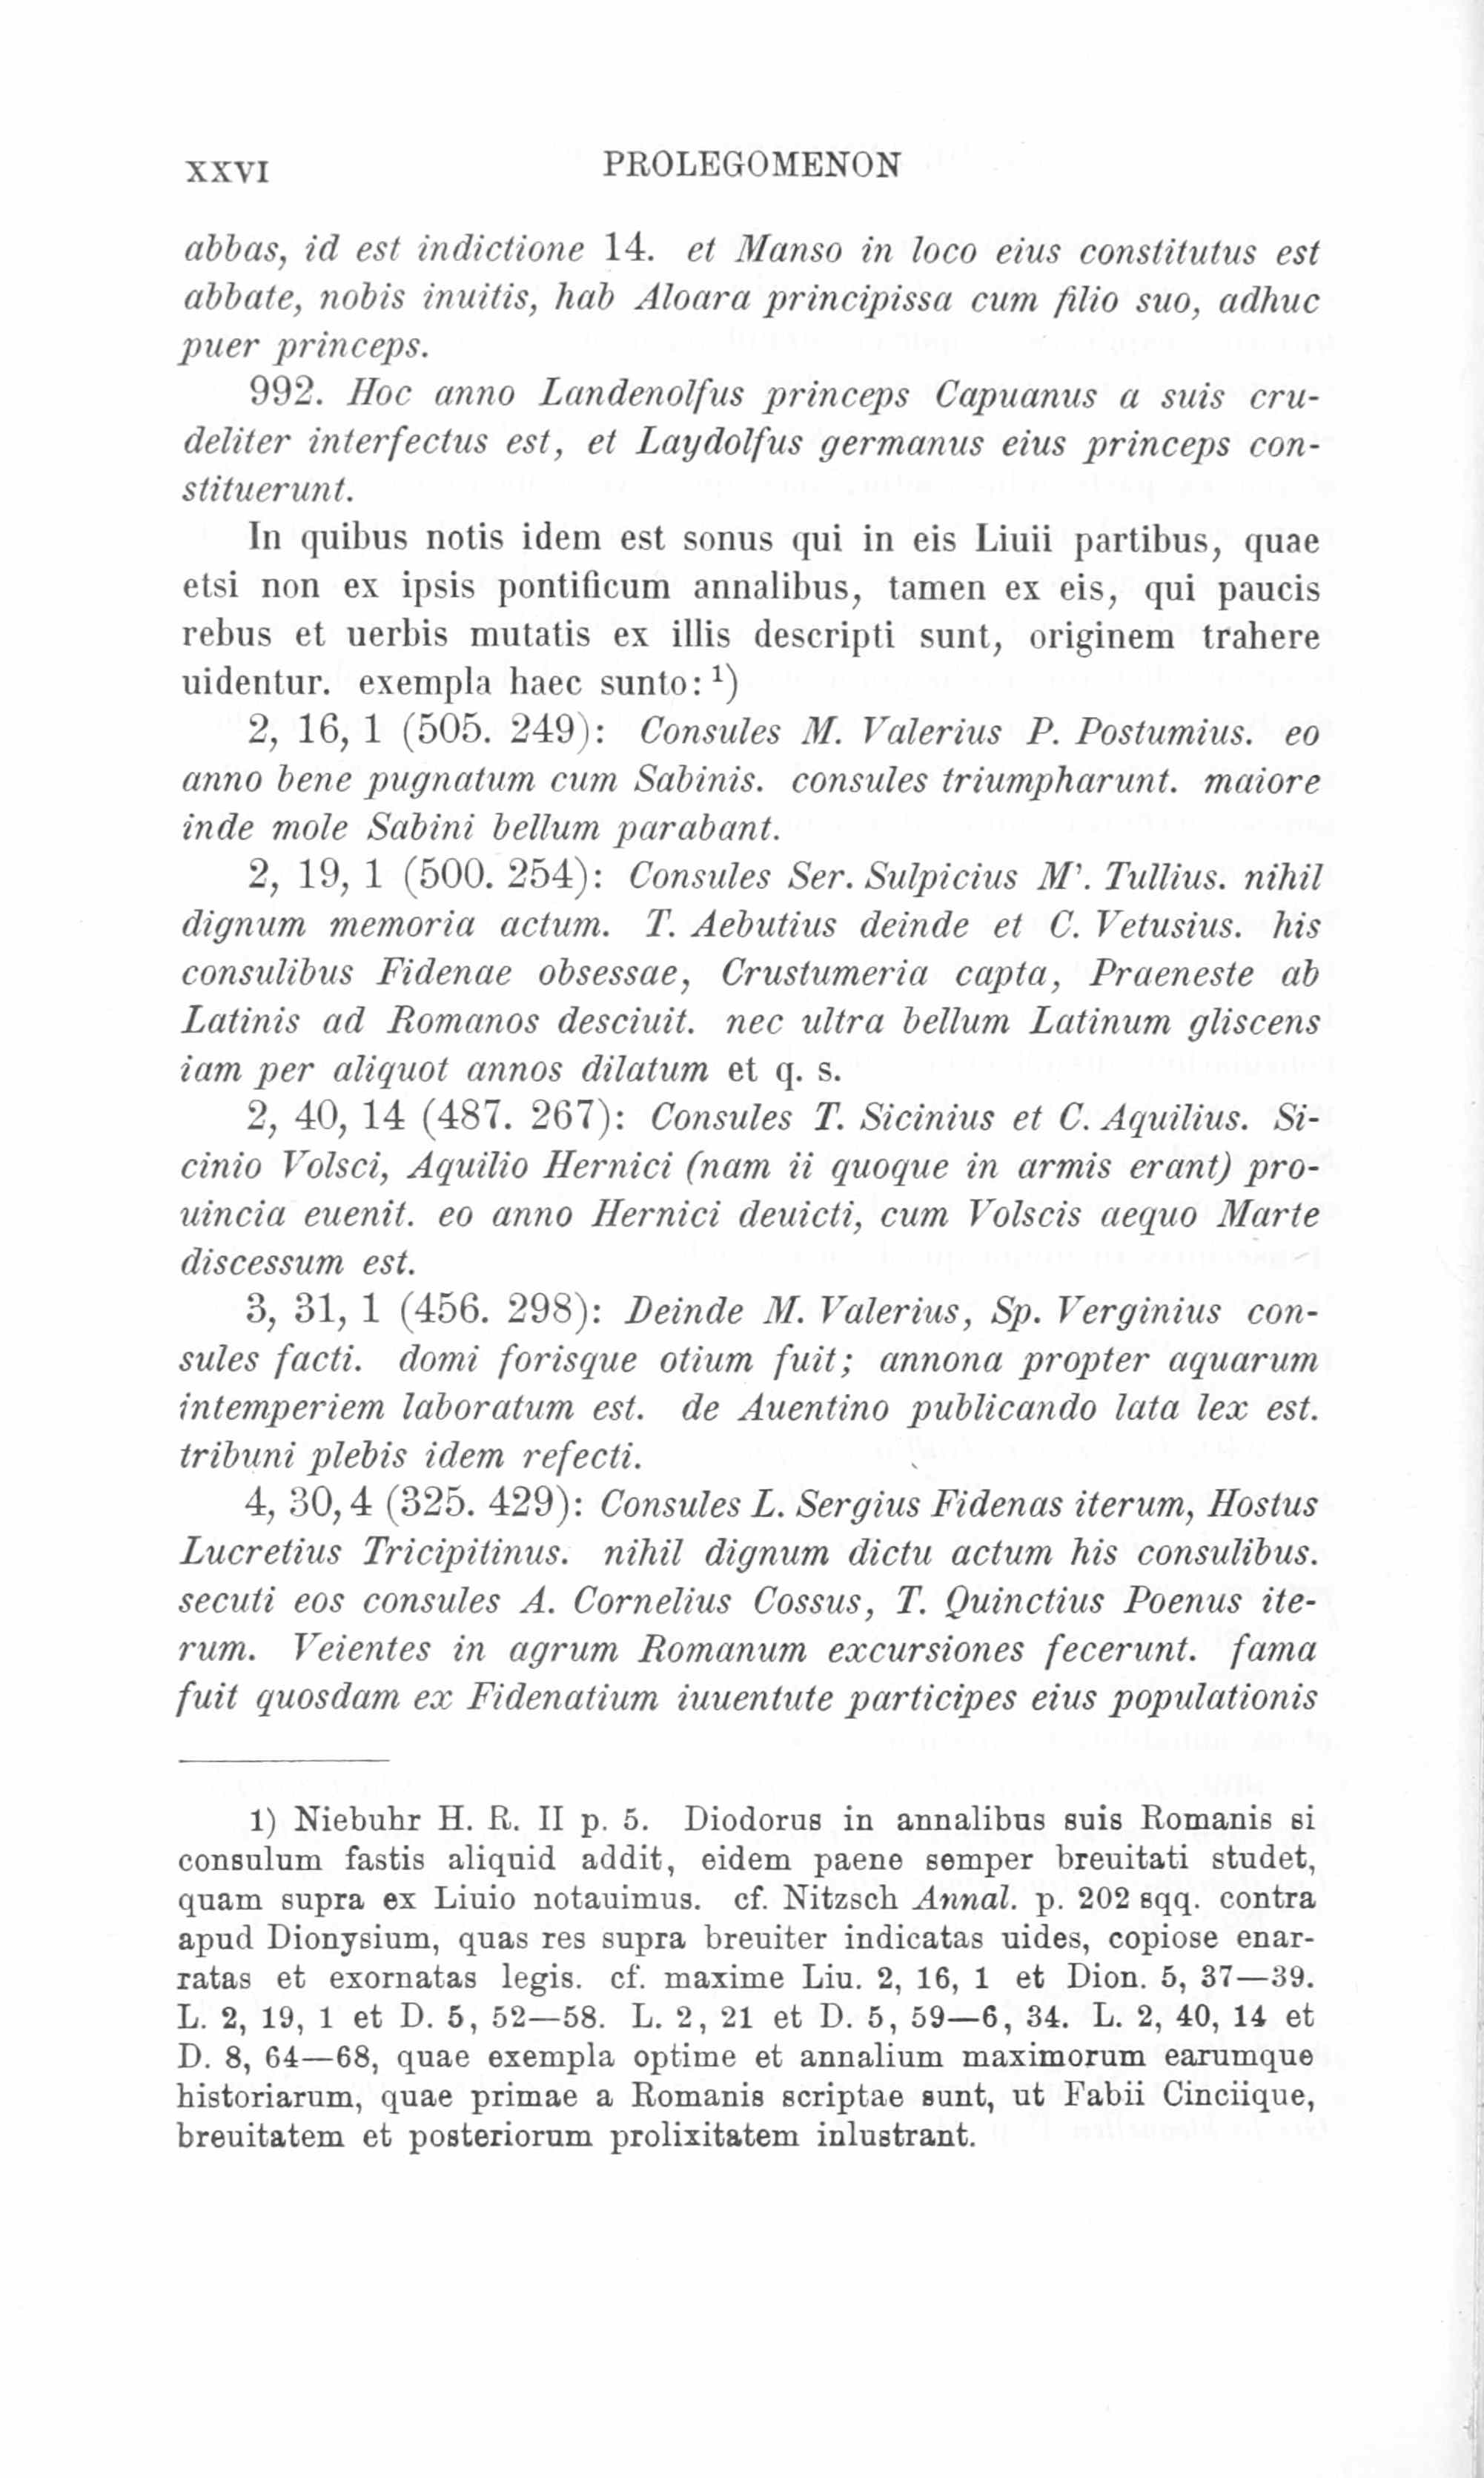 XXVI PROLEGOMENON
abbas, id est indictione 14. et Manso in loco eius constitutus est
abbate, nobis inuitis, hab Aloara principissa cum filio suo, adhuc
puer princeps.
992. Hoc anno Landenolfus princeps Capuanus a suis cru-
deliter interfectus est, et Laydolfus germanus eius princeps con-
stituerunt.
In quibus notis idem est sonus qui in eis Liuii partibus, quae
etsi non ex ipsis pontificum annalibus, tamen ex eis, qui paucis
rebus et uerbis mutatis ex illis descripti sunt, originem trahere
uidentur. exempla haec sunto: ¹)
2, 16, 1 (505. 249): Consules M. Valerius P. Postumius. eo
anno bene pugnatum cum Sabinis. consules triumpharunt. maiore
inde mole Sabini bellum parabant.
2, 19, 1 (500. 254): Consules Ser. Sulpicius M'. Tullius. nihil
dignum memoria actum. T. Aebutius deinde et C. Vetusius. his
consulibus Fidenae obsessae, Crustumeria capta, Praeneste ab
Latinis ad Romanos desciuit. nec ultra bellum Latinum gliscens
iam per aliquot annos dilatum et q. s.
2, 40, 14 (487. 267): Consules T. Sicinius et C. Aquilius. Si-
cinio Volsci, Aquilio Hernici (nam ii quoque in armis erant) pro-
uincia euenit. eo anno Hernici deuicti, cum Volscis aequo Marte
discessum est.
3, 31, 1 (456. 298): Deinde M. Valerius, Sp. Verginius con-
sules facti. domi forisque otium fuit; annona propter aquarum
intemperiem laboratum est. de Auentino publicando lata lex est.
tribuni plebis idem refecti.
4, 30, 4 (325. 429): Consules L. Sergius Fidenas iterum, Hostus
Lucretius Tricipitinus. nihil dignum dictu actum his consulibus.
secuti eos consules A. Cornelius Cossus, T. Quinctius Poenus ite-
rum. Veientes in agrum Romanum excursiones fecerunt. fama
fuit quosdam ex Fidenatium iuuentute participes eius populationis
1) Niebuhr H. R. II p. 5. Diodorus in annalibus suis Romanis si
consulum fastis aliquid addit, eidem paene semper breuitati studet,
quam supra ex Liuio notauimus. cf. Nitzsch Annal. p. 202 sqq. contra
apud Dionysium, quas res supra breuiter indicatas uides, copiose enar-
ratas et exornatas legis. cf. maxime Liu. 2, 16, 1 et Dion. 5, 37—39.
L. 2, 19, 1 et D. 5, 52—58. L. 2, 21 et D. 5, 59—6, 34. L. 2, 40, 14 et
D. 8, 64—68, quae exempla optime et annalium maximorum earumque
historiarum, quae primae a Romanis scriptae sunt, ut Fabii Cinciique,
breuitatem et posteriorum prolixitatem inlustrant.